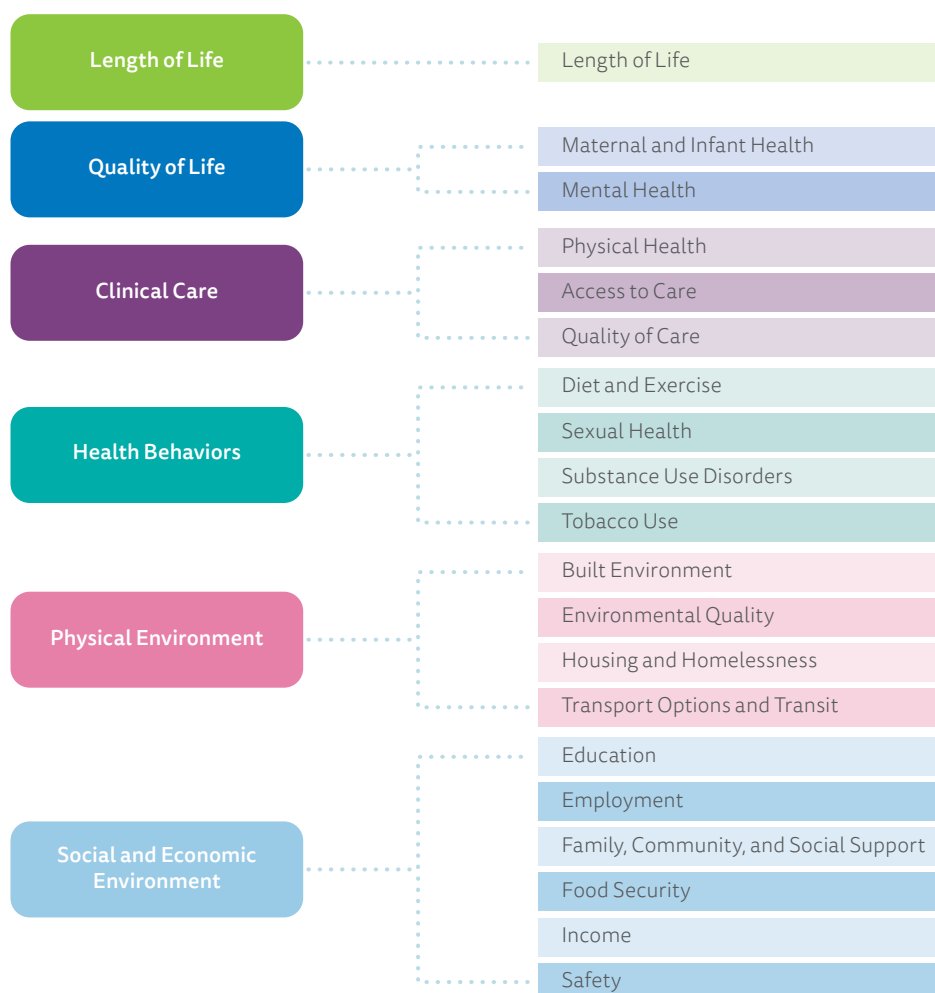 Length of Life
Length of Life
Quality of Life
Maternal and Infant Health
Mental Health
Clinical Care
Physical Health
Access to Care
Quality of Care
Health Behaviors
Diet and Exercise
Sexual Health
Substance Use Disorders
Tobacco Use
Physical Environment
Built Environment
Environmental Quality
Housing and Homelessness
Transport Options and Transit
Social and Economic
Environment
Education
Employment
Family, Community, and Social Support
Food Security
Income
Safety